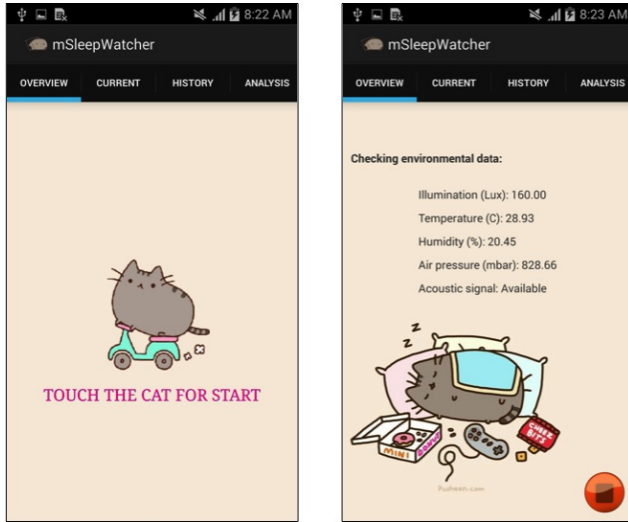 8:22 AM
mSleepWatcher
OVERVIEW CURRENT HISTORY ANALYSIS
TOUCH THE CAT FOR START
8:23 AM
mSleepWatcher
OVERVIEW CURRENT HISTORY ANALYSIS
Checking environmental data:
Illumination (Lux): 160.00
Temperature (C): 28.93
Humidity (%): 20.45
Air pressure (mbar): 828.66
Acoustic signal: Available
z
z
z
CHEEZ
BITS
MINI
DONUT
Pusheen.com